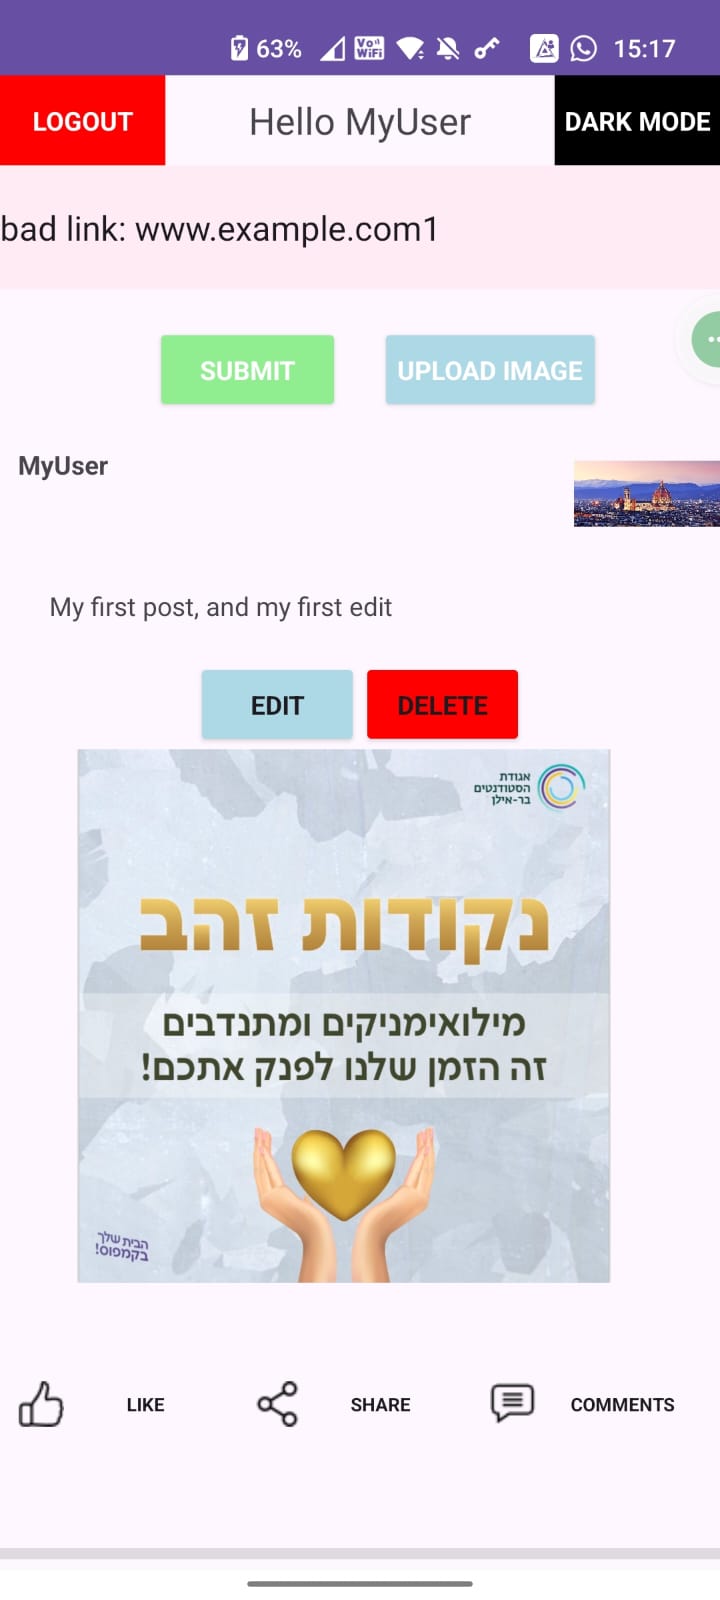 63%
Vo
WiFi
15:17
LOGOUT
Hello MyUser
DARK MODE
bad link: www.example.com1
SUBMIT
UPLOAD IMAGE
MyUser
My first post, and my first edit
EDIT
DELETE
אגודת
הסטודנטים
בר-אילן
נקודות זהב
מילואימניקים ומתנדבים
זה הזמן שלנו לפנק אתכם!
הבית שלך
בקמפוס!
LIKE
SHARE
COMMENTS